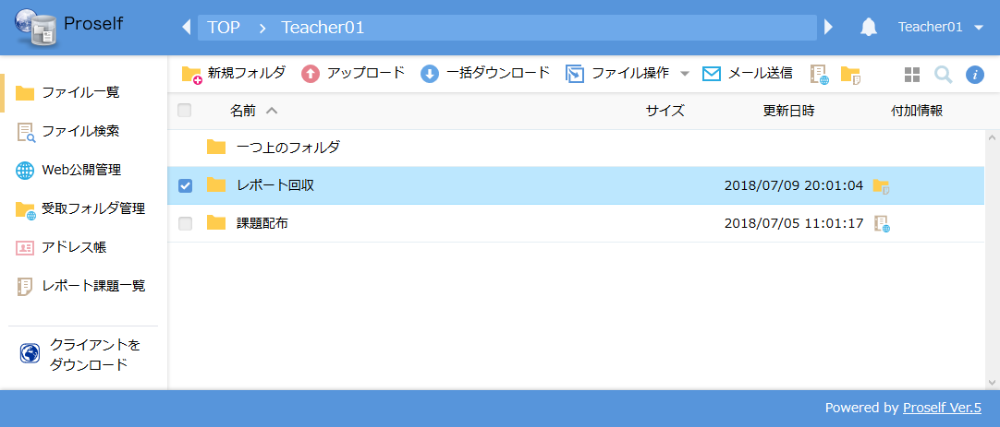 Proself
TOP > Teacher01
Teacher01
新規フォルダ アップロード 一括ダウンロード ファイル操作 メール送信
ファイル一覧
ファイル検索
Web公開管理
受取フォルダ管理
アドレス帳
レポート課題一覧
クライアントを
ダウンロード
名前 サイズ 更新日時 付加情報
一つ上のフォルダ
レポート回収 2018/07/09 20:01:04
課題配布 2018/07/05 11:01:17
Powered by Proself Ver.5